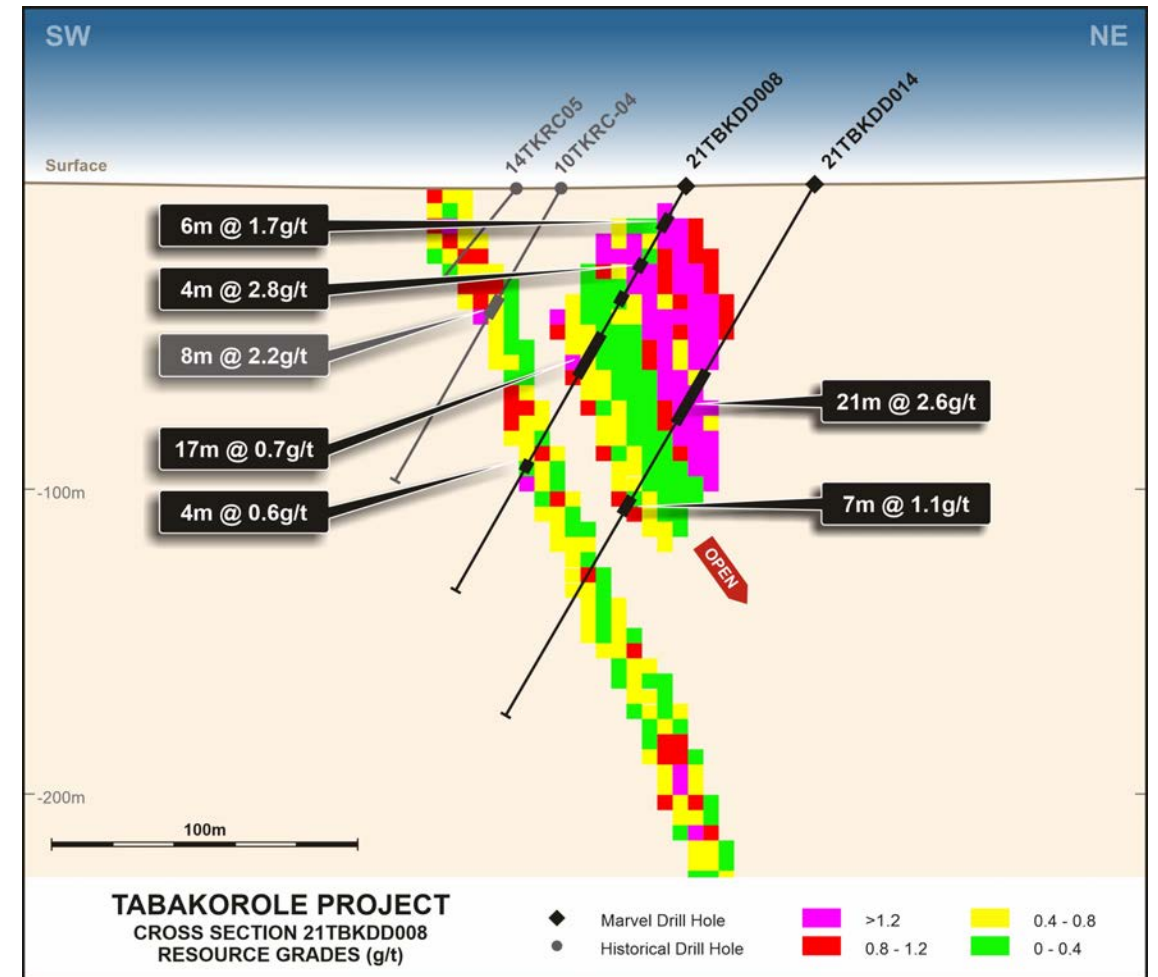 SW
NE
14TKRC05
10TKRC-04
21TBKDD008
21TBKDD014
Surface
6m @ 1.7g/t
4m @ 2.8g/t
8m @ 2.2g/t
17m @ 0.7g/t
4m @ 0.6g/t
21m @ 2.6g/t
7m @ 1.1g/t
-100m
OPEN
-200m
100m
TABAKOROLE PROJECT
CROSS SECTION 21TBKDD008
RESOURCE GRADES (g/t)
Marvel Drill Hole
Historical Drill Hole
>1.2
0.8 - 1.2
0.4 - 0.8
0 - 0.4